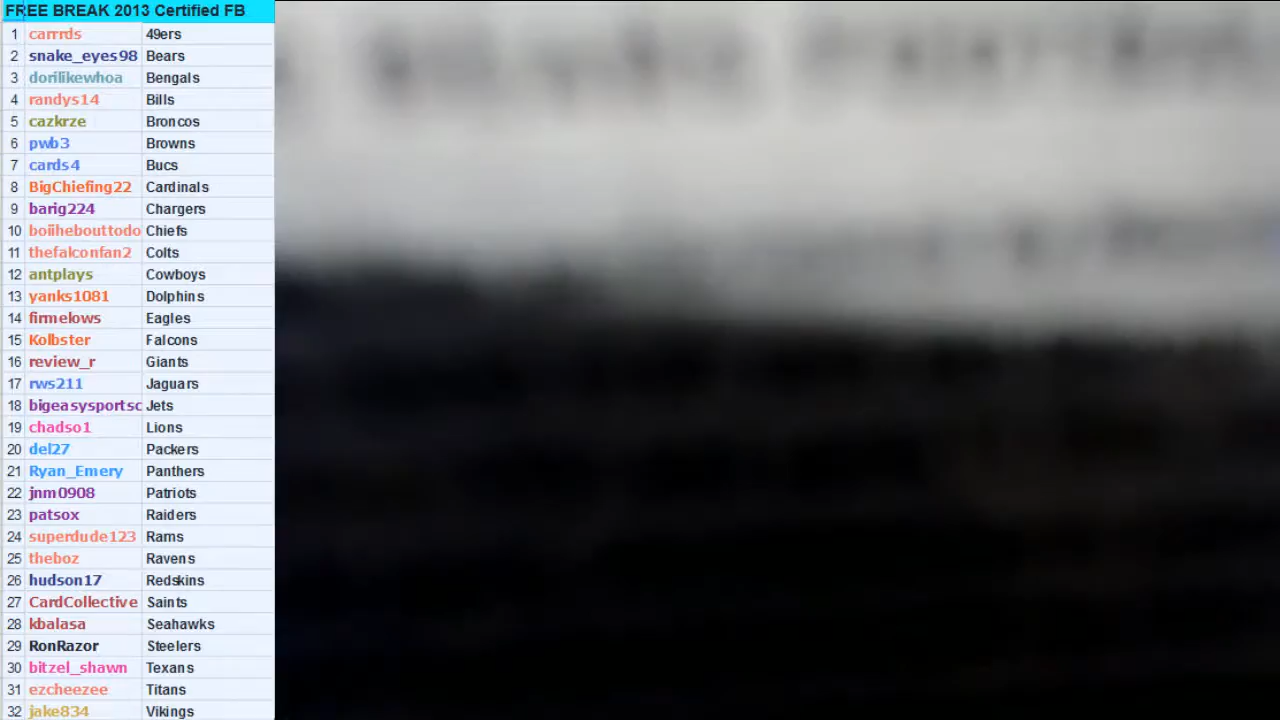 FREE BREAK 2013 Certified FB
1 carrrds 49ers
2 snake_eyes98 Bears
3 dorilikewhoa Bengals
4 randys14 Bills
5 cazkrze Broncos
6 pwb3 Browns
7 cards4 Bucs
8 BigChiefing22 Cardinals
9 barig224 Chargers
10 boiihebouttodo Chiefs
11 thefalconfan2 Colts
12 antplays Cowboys
13 yanks1081 Dolphins
14 firmelows Eagles
15 Kolbster Falcons
16 review_r Giants
17 rws211 Jaguars
18 bigeasysportsc Jets
19 chadso1 Lions
20 del27 Packers
21 Ryan_Emery Panthers
22 jnm0908 Patriots
23 patsox Raiders
24 superdude123 Rams
25 theboz Ravens
26 hudson17 Redskins
27 CardCollective Saints
28 kbalasa Seahawks
29 RonRazor Steelers
30 bitzel_shawn Texans
31 ezcheezee Titans
32 jake834 Vikings